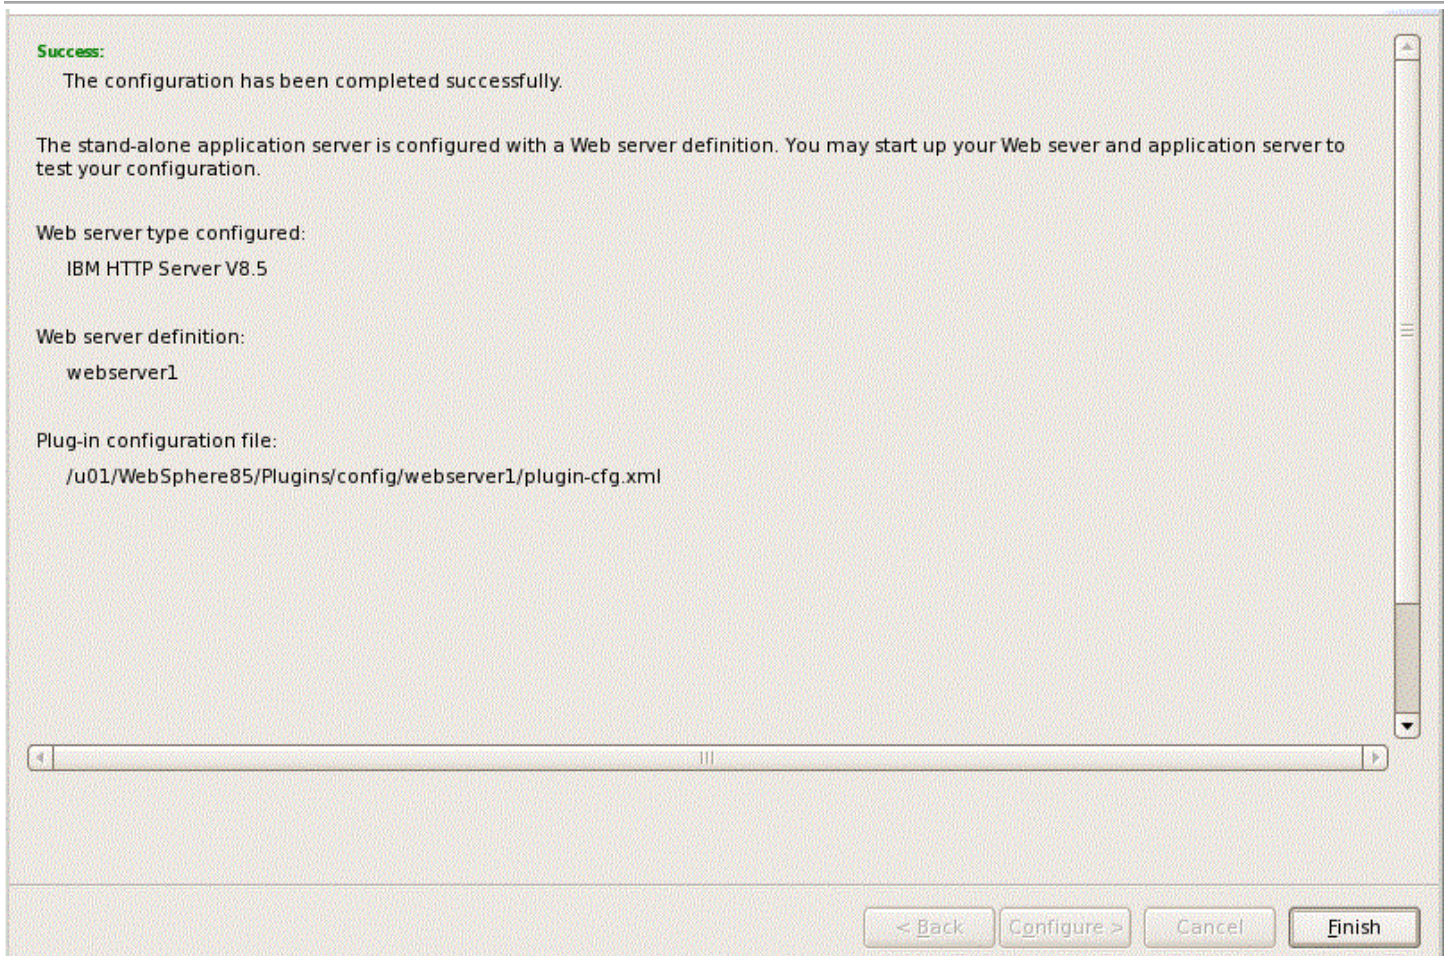 Success:
The configuration has been completed successfully.
The stand-alone application server is configured with a Web server definition. You may start up your Web sever and application server to
test your configuration.
Web server type configured:
IBM HTTP Server V8.5
Web server definition:
webserver1
Plug-in configuration file:
/u01/WebSphere85/Plugins/config/webserver1/plugin-cfg.xml
< Back Configure > Cancel Finish